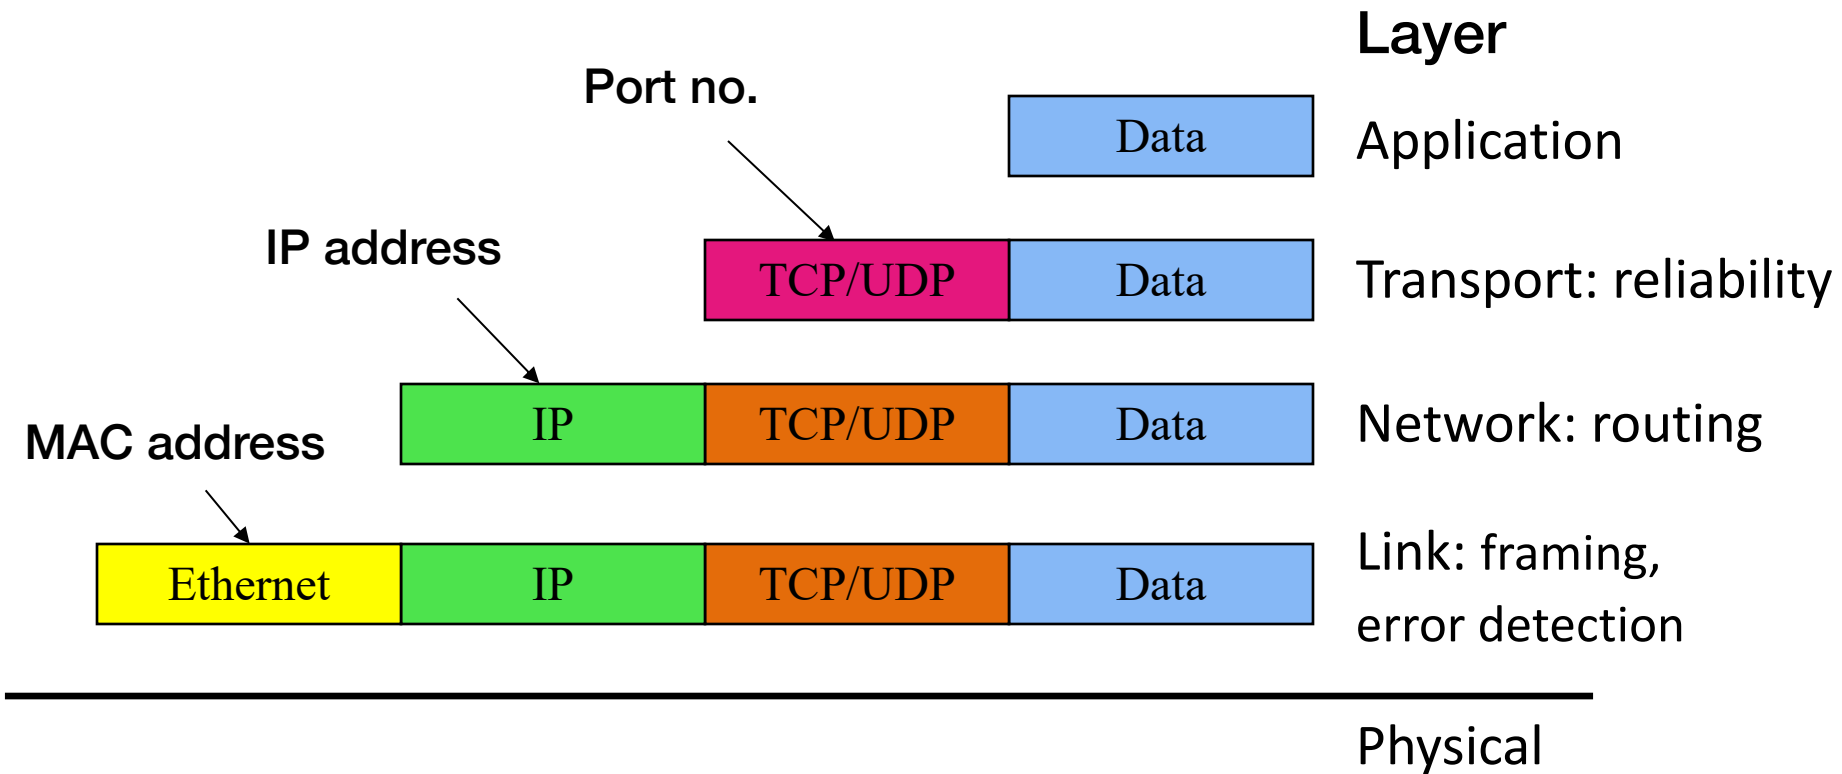 Layer
Port no.
Data
Application
IP address
TCP/UDP Data
Transport: reliability
MAC address
IP TCP/UDP Data
Network: routing
Ethernet IP TCP/UDP Data
Link: framing,
error detection
Physical